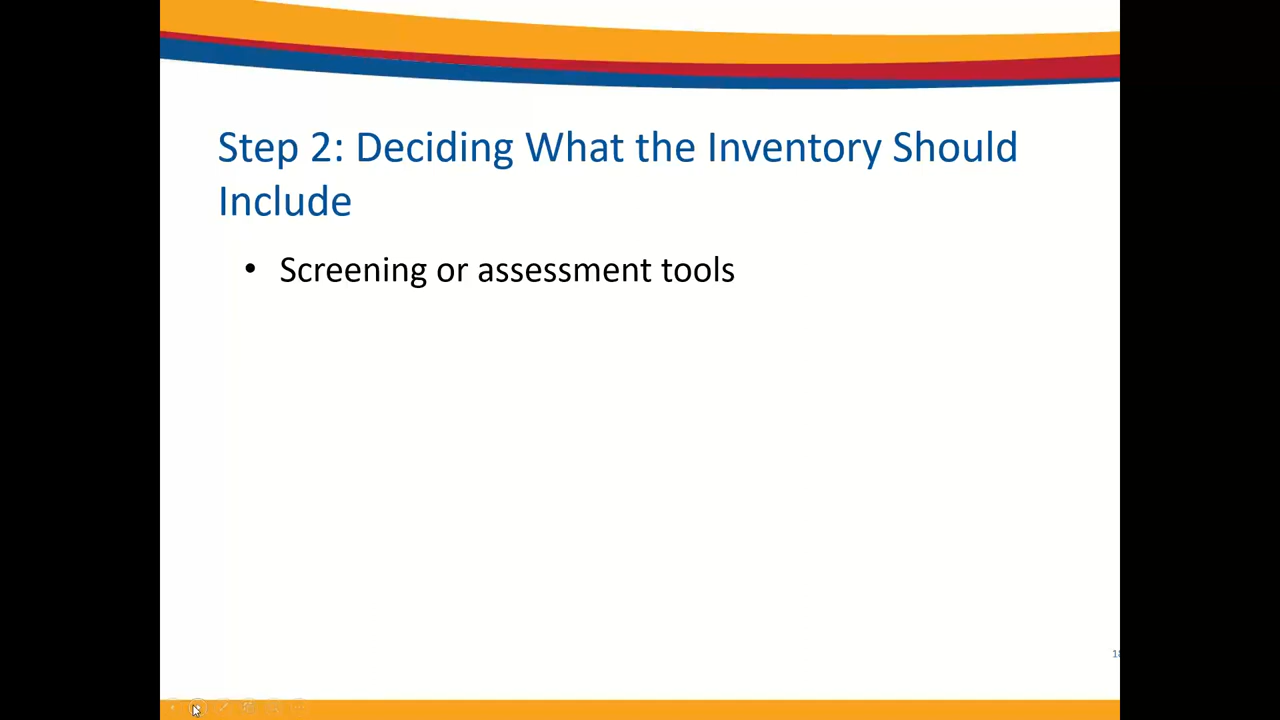 Step 2: Deciding What the Inventory Should
Include
• Screening or assessment tools